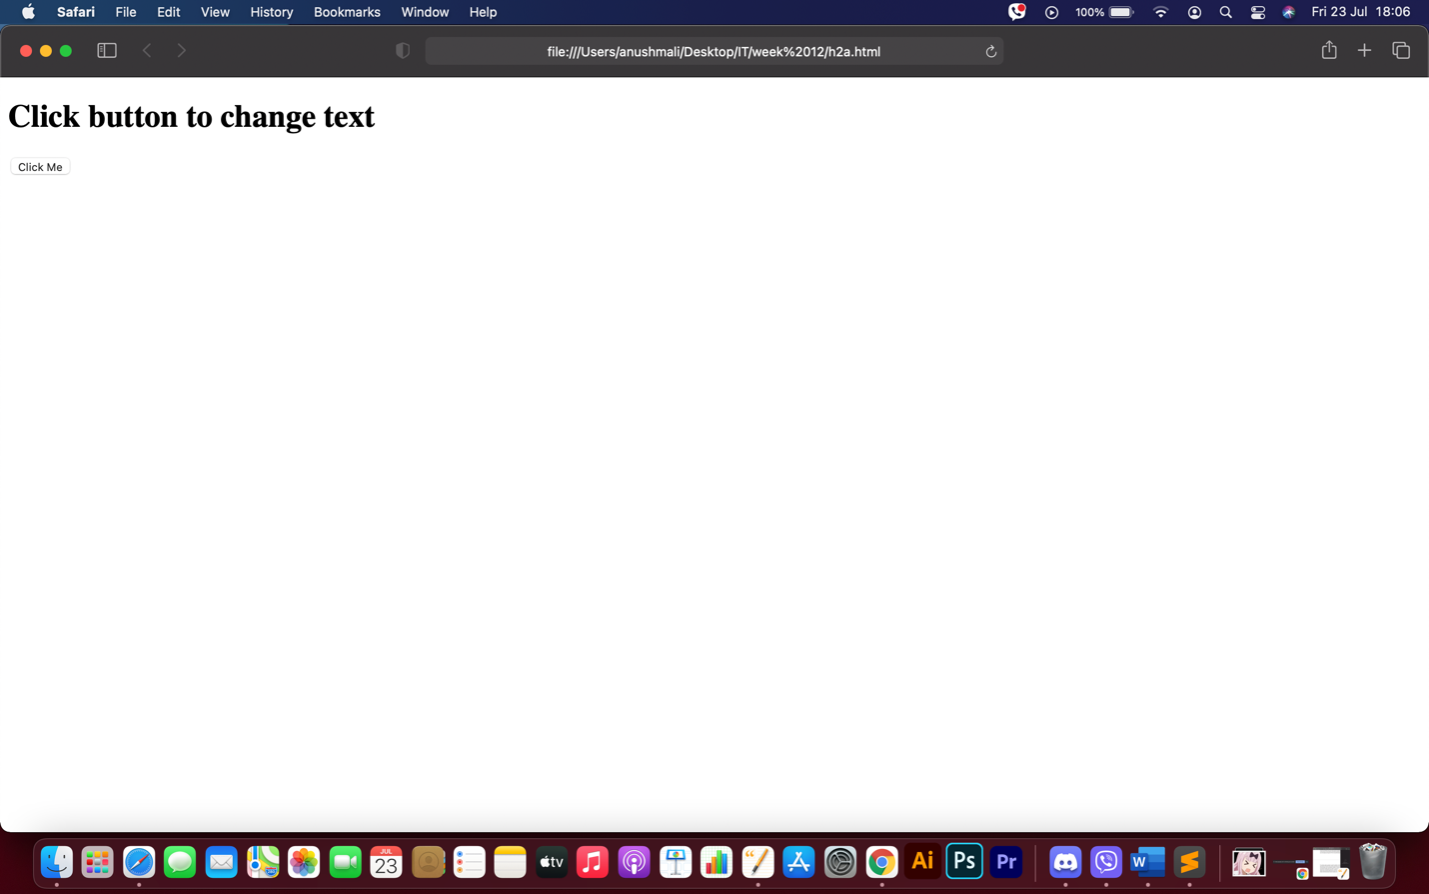 Safari File Edit View History Bookmarks Window Help 100% Fri 23 Jul 18:06
file:///Users/anushmali/Desktop/IT/week%2012/h2a.html
Click button to change text
Click Me
JUL
23
tv
Ai
Ps
Pr
W